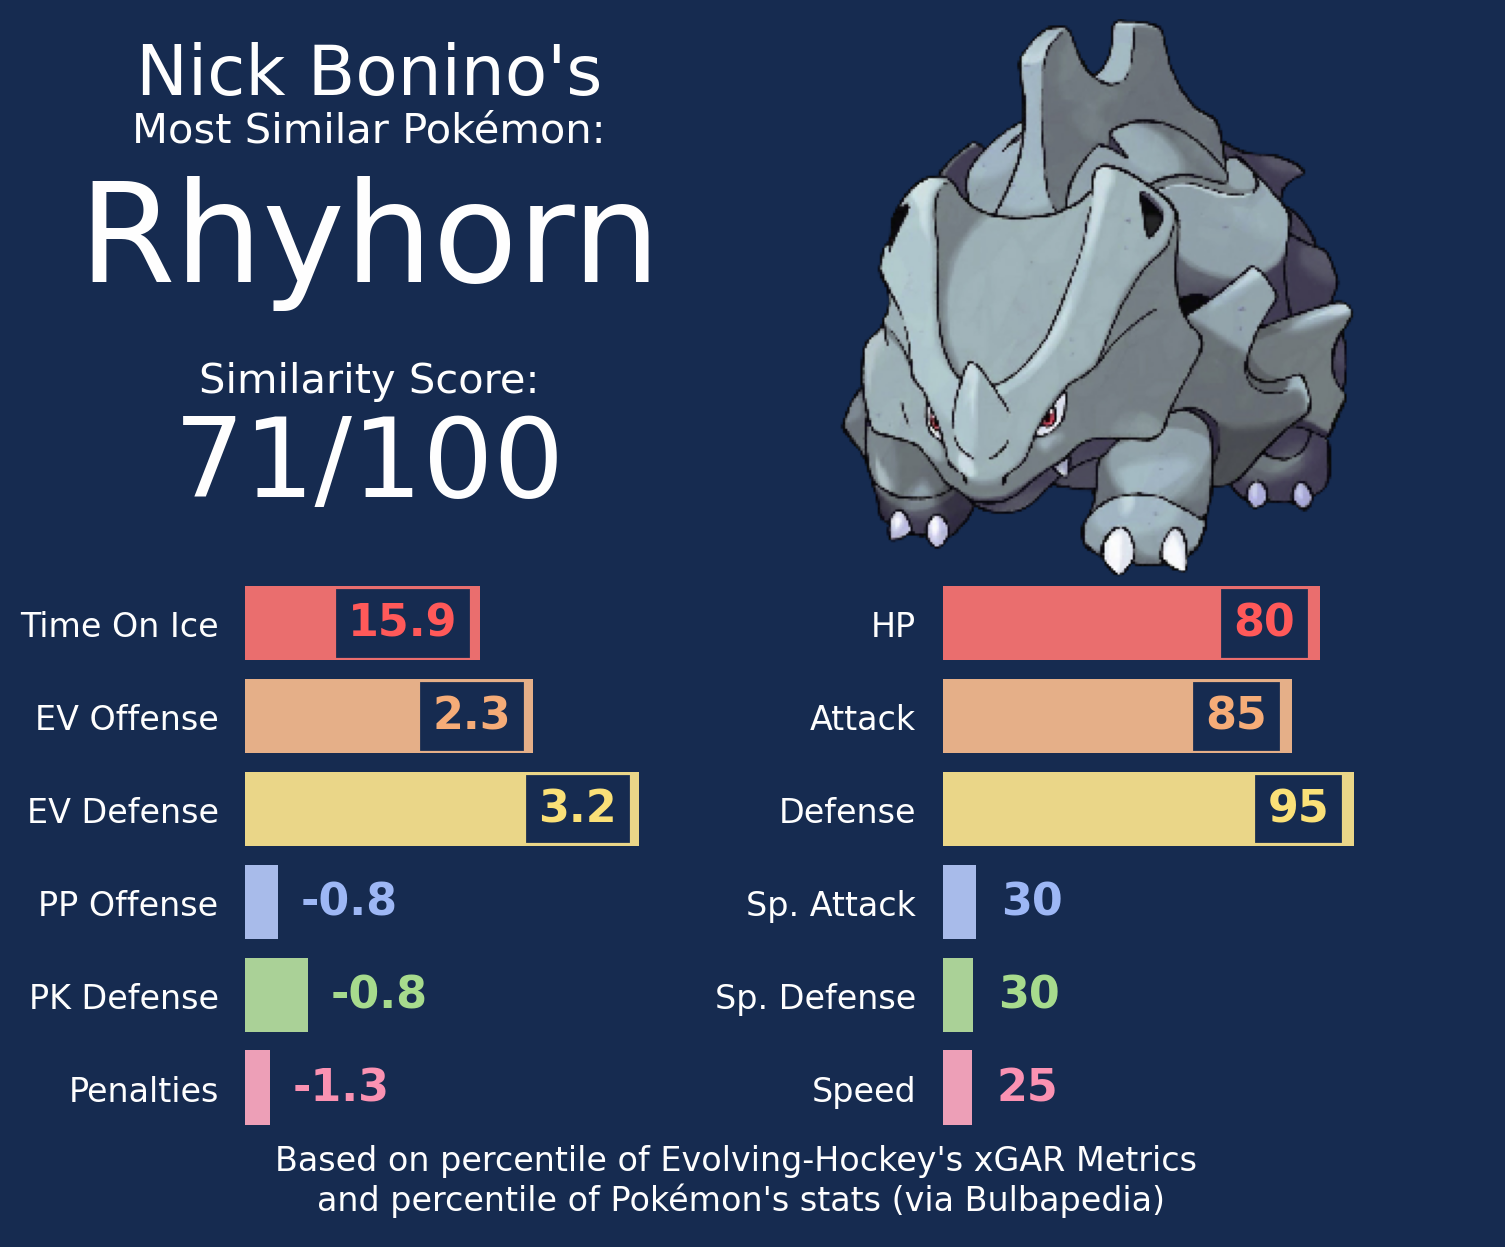 Nick Bonino's
Most Similar Pokémon:
Rhyhorn
Similarity Score:
71/100
Time On Ice 15.9
EV Offense 2.3
EV Defense 3.2
PP Offense -0.8
PK Defense -0.8
Penalties -1.3
HP 80
Attack 85
Defense 95
Sp. Attack 30
Sp. Defense 30
Speed 25
Based on percentile of Evolving-Hockey's xGAR Metrics
and percentile of Pokémon's stats (via Bulbapedia)